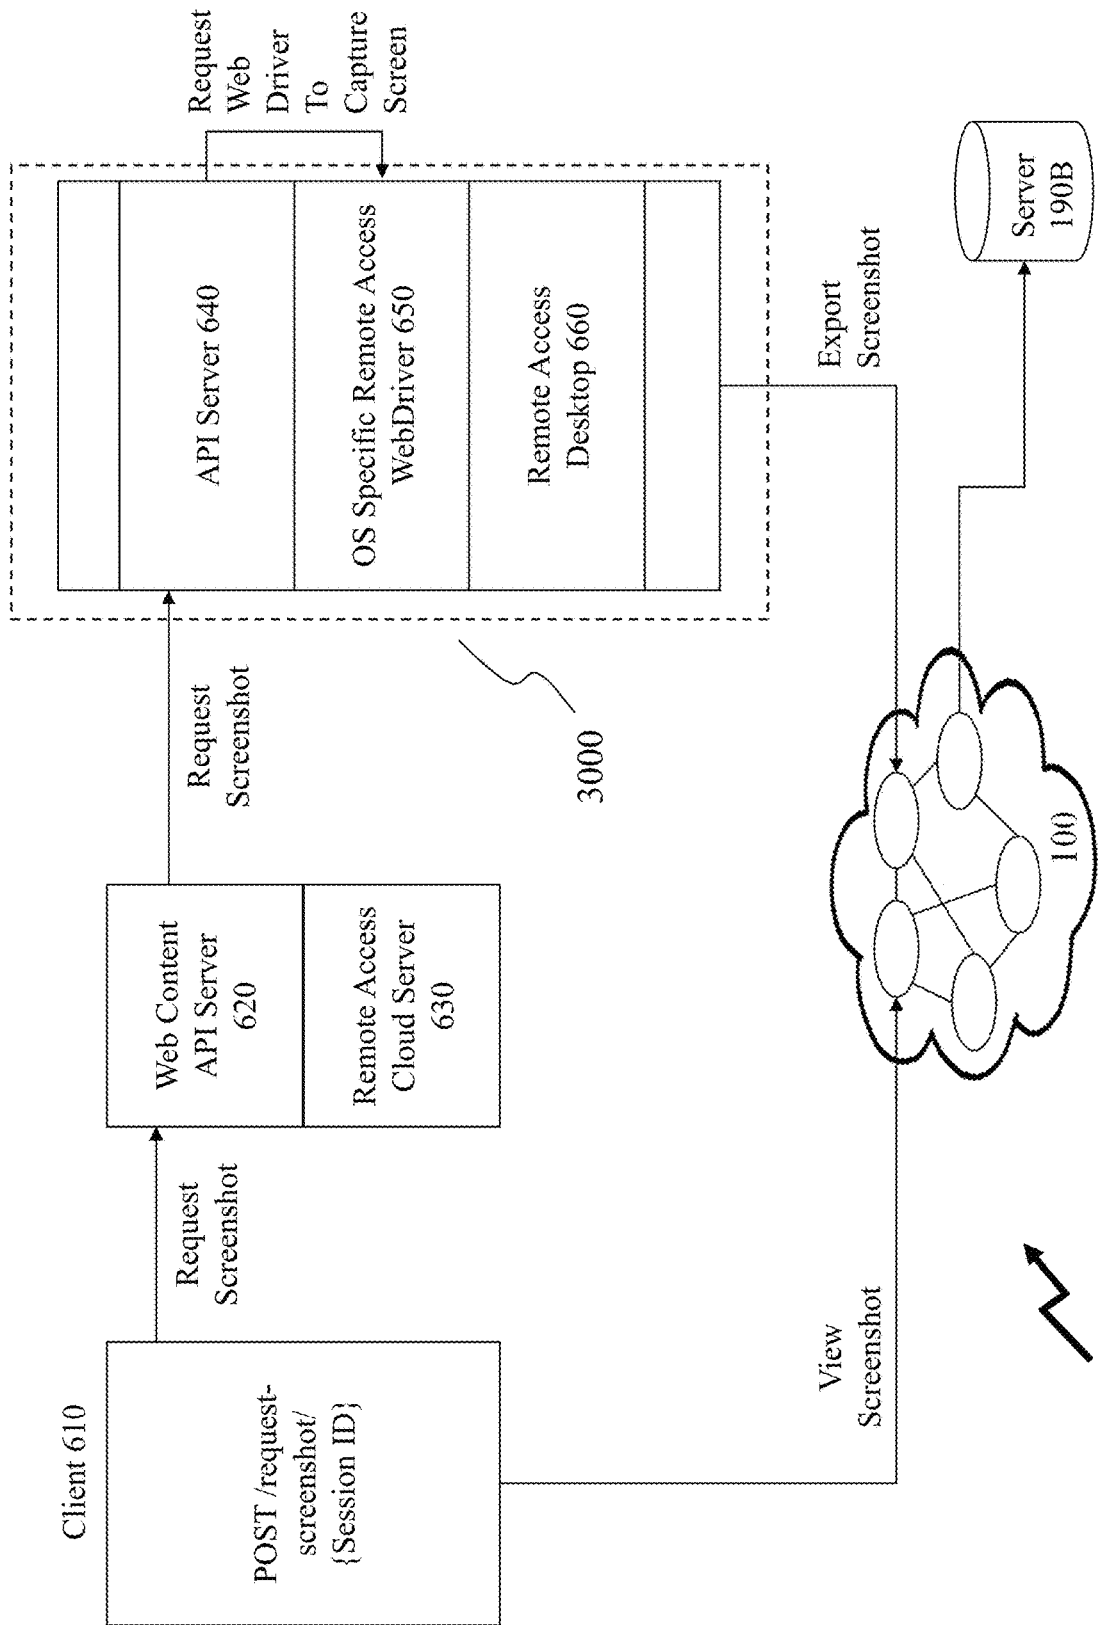 Client 610
POST /request-
screenshot/
{Session ID}
Request
Screenshot
Web Content
API Server
620
Remote Access
Cloud Server
630
Request
Screenshot
3000
API Server 640
OS Specific Remote Access
WebDriver 650
Remote Access
Desktop 660
Request
Web
Driver
To
Capture
Screen
View
Screenshot
100
Export
Screenshot
Server
190B